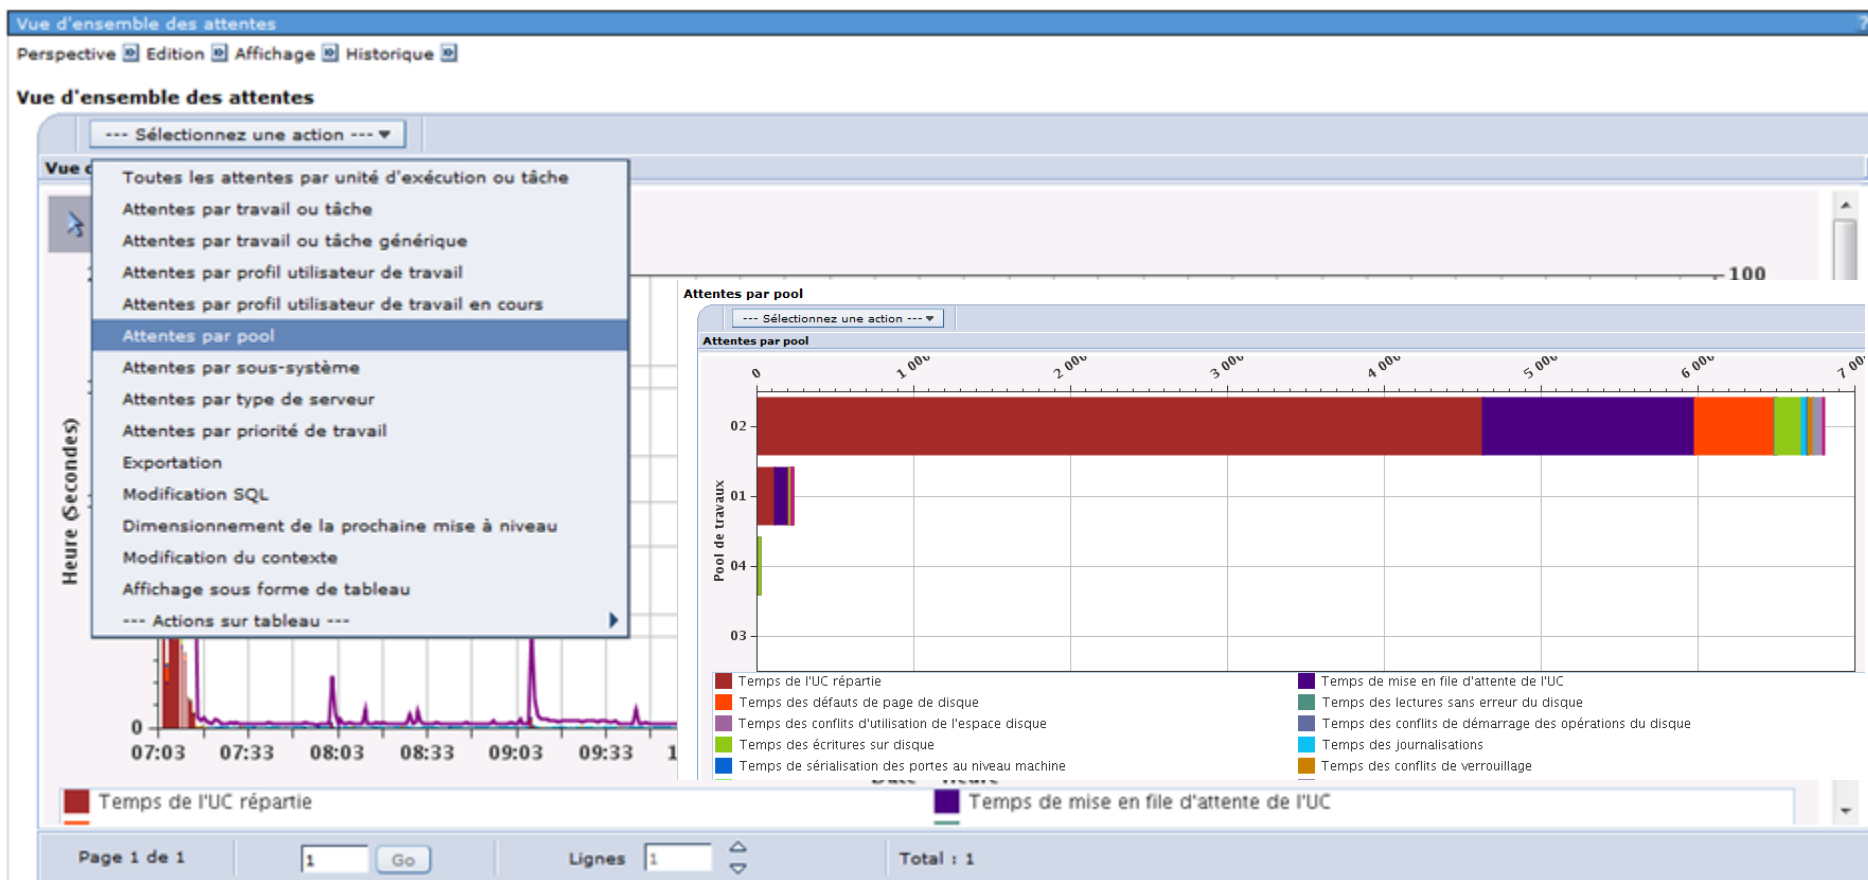 Vue d'ensemble des attentes
?
Perspective Edition Affichage Historique
Vue d'ensemble des attentes
--- Sélectionnez une action ---
Vue
Toutes les attentes par unité d'exécution ou tâche
Attentes par travail ou tâche
Attentes par travail ou tâche générique
Attentes par profil utilisateur de travail
Attentes par profil utilisateur de travail en cours
Attentes par pool
Attentes par sous-système
Attentes par type de serveur
Attentes par priorité de travail
Exportation
Modification SQL
Dimensionnement de la prochaine mise à niveau
Modification du contexte
Affichage sous forme de tableau
--- Actions sur tableau ---
100
Heure (Secondes)
0
07:03 07:33 08:03 08:33 09:03 09:33
Attentes par pool
--- Sélectionnez une action ---
Attentes par pool
0 1 000 2 000 3 000 4 000 5 000 6 000 7 00
Pool de travaux
02
01
04
03
Temps de l'UC répartie Temps de mise en file d'attente de l'UC
Temps des défauts de page de disque Temps des lectures sans erreur du disque
Temps des conflits d'utilisation de l'espace disque Temps des conflits de démarrage des opérations du disque
Temps des écritures sur disque Temps des journalisations
Temps de sérialisation des portes au niveau machine Temps des conflits de verrouillage
Temps de l'UC répartie Temps de mise en file d'attente de l'UC
Page 1 de 1 1 Go Lignes 1 Total : 1